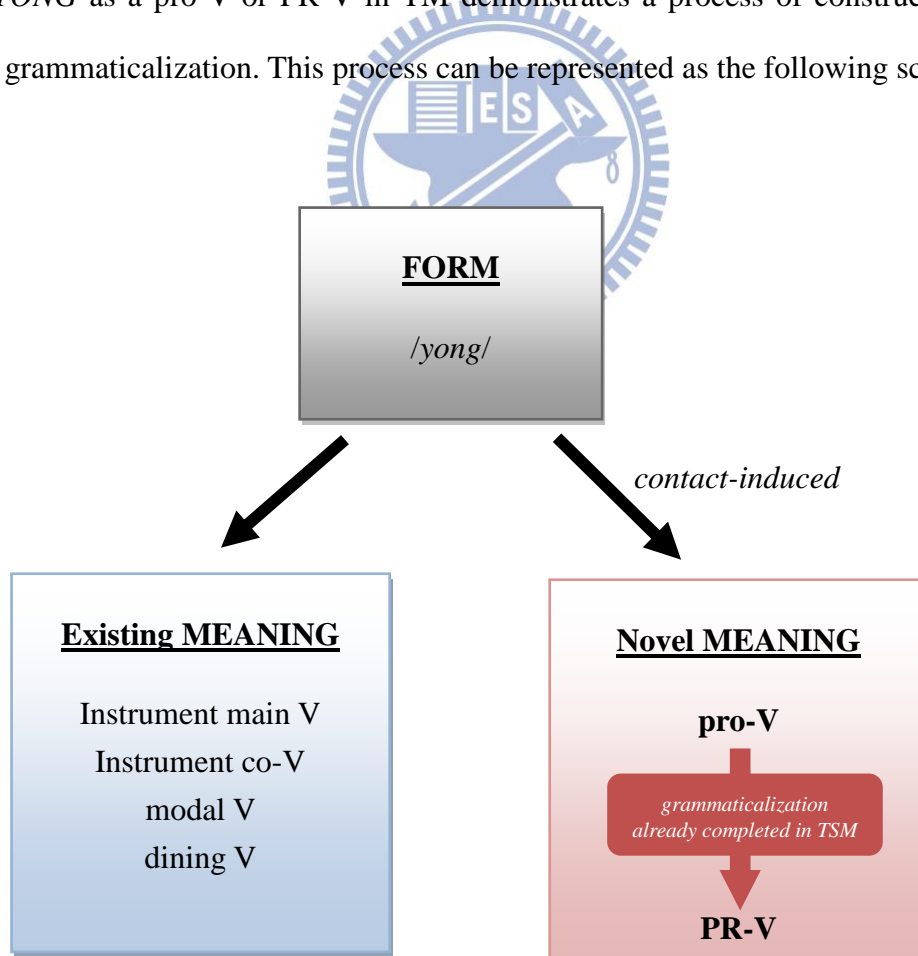 YONG as a pro-V or PR-V in TM demonstrates a process of construc
grammaticalization. This process can be represented as the following sc
E S A
8
FORM
/yong/
contact-induced
Existing MEANING
Instrument main V
Instrument co-V
modal V
dining V
Novel MEANING
pro-V
grammaticalization
already completed in TSM
PR-V